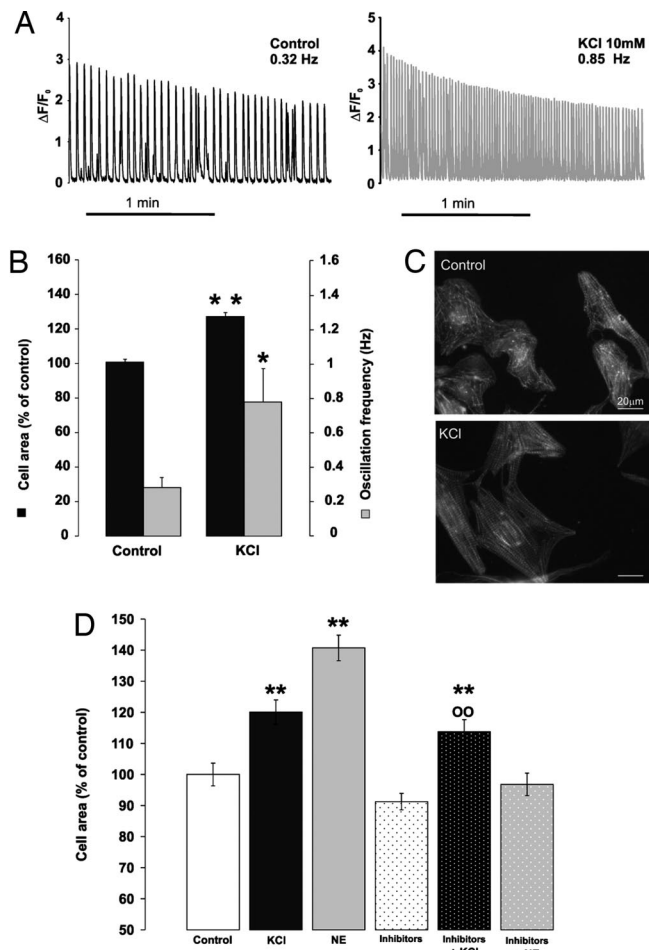 A
Control
0.32 Hz
ΔF/F₀
4
3
2
1
0
1 min
KCl 10mM
0.85 Hz
ΔF/F₀
5
4
3
2
1
0
1 min
B
Cell area (% of control)
160
140
120
100
80
60
40
20
0
** 
*
Control
KCl
1.6
1.4
1.2
1
0.8
0.6
0.4
0.2
0
Oscillation frequency (Hz)
C
Control
20μm
KCl
D
Cell area (% of control)
150
140
130
120
110
100
90
80
70
60
50
**
**
**
oo
Control
KCl
NE
Inhibitors
Inhibitors
+ KCl
Inhibitors